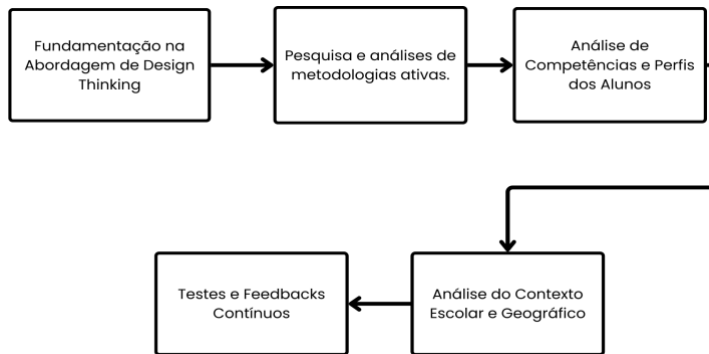 Fundamentação na
Abordagem de Design
Thinking
Pesquisa e análises de
metodologias ativas.
Análise de
Competências e Perfis
dos Alunos
Análise do Contexto
Escolar e Geográfico
Testes e Feedbacks
Contínuos